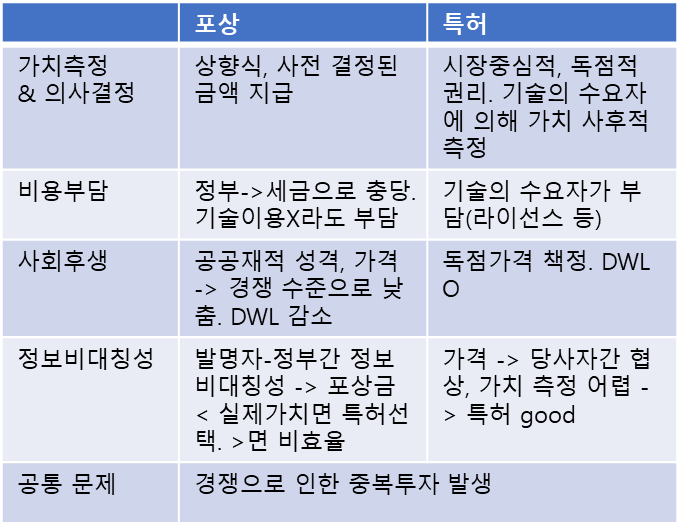 포상 특허
가치측정
& 의사결정
상향식, 사전 결정된
금액 지급
시장중심적, 독점적
권리. 기술의 수요자
에 의해 가치 사후적
측정
비용부담
정부->세금으로 충당.
기술이용X라도 부담
기술의 수요자가 부
담(라이선스 등)
사회후생
공공재적 성격, 가격
-> 경쟁 수준으로 낮
춤. DWL 감소
독점가격 책정. DWL
O
정보비대칭성
발명자-정부간 정보
비대칭성 -> 포상금
< 실제가치면 특허선
택. >면 비효율
가격 -> 당사자간 협
상, 가치 측정 어렵 -
> 특허 good
공통 문제
경쟁으로 인한 중복투자 발생